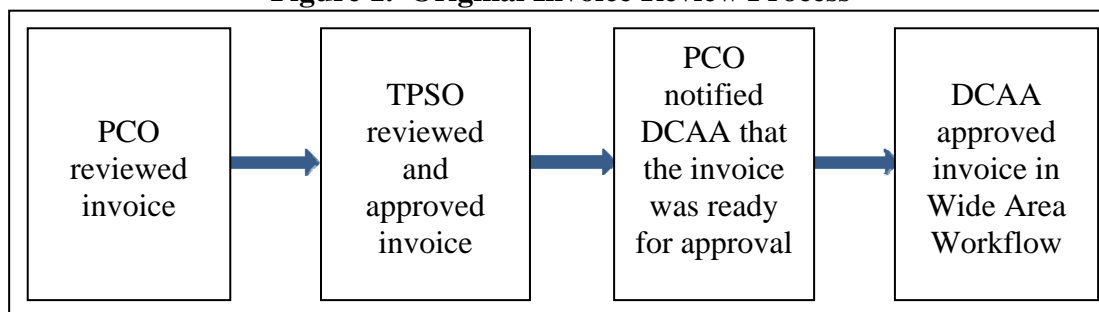 Figure Original Invoice Review Process
PCO
reviewed
invoice
TPSO
reviewed
and
approved
invoice
PCO
notified
DCAA that
the invoice
was ready
for approval
DCAA
approved
invoice in
Wide Area
Workflow